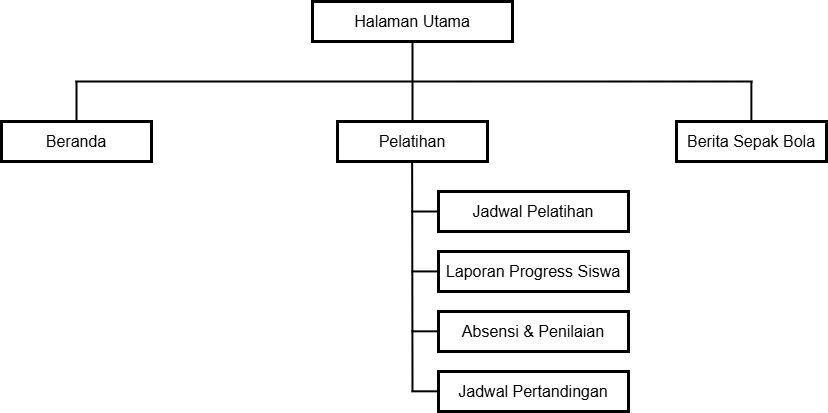 Halaman Utama
Beranda
Pelatihan
Berita Sepak Bola
Jadwal Pelatihan
Laporan Progress Siswa
Absensi & Penilaian
Jadwal Pertandingan